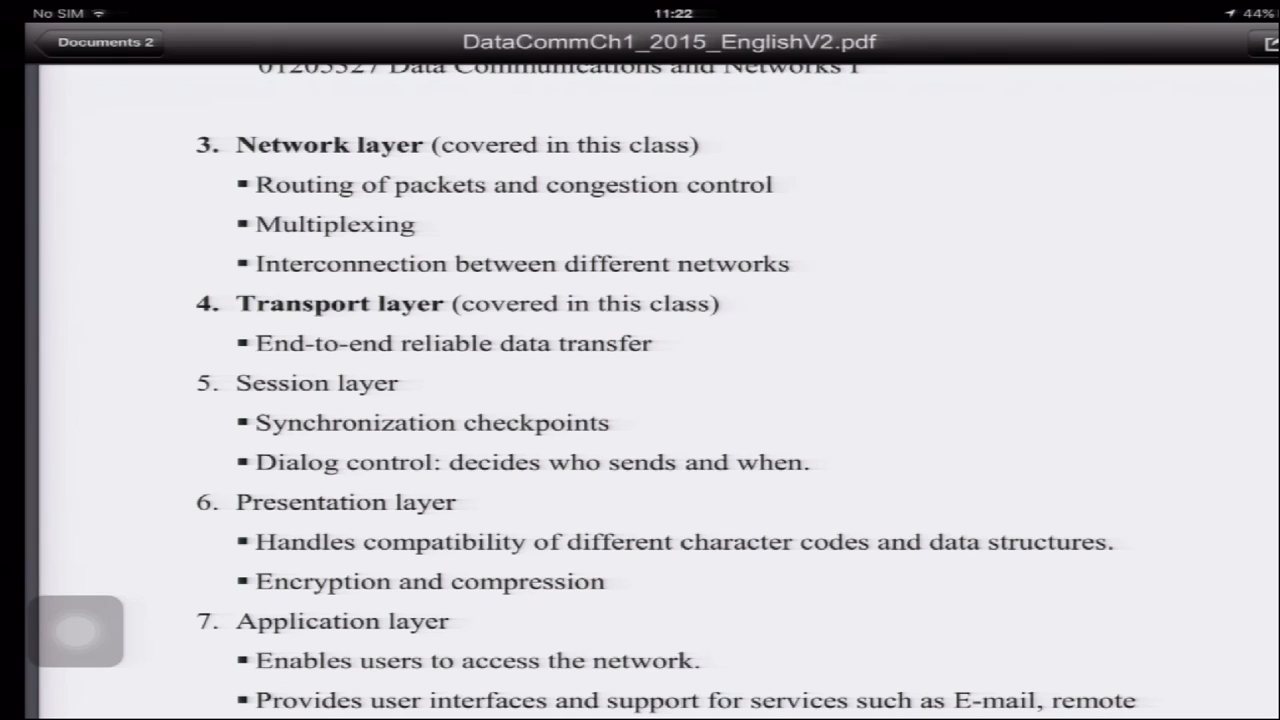 No SIM 11:22 44%
Documents 2 DataCommCh1_2015_EnglishV2.pdf
01205327 Data Communications and Networks I
3. Network layer (covered in this class)
▪ Routing of packets and congestion control
▪ Multiplexing
▪ Interconnection between different networks
4. Transport layer (covered in this class)
▪ End-to-end reliable data transfer
5. Session layer
▪ Synchronization checkpoints
▪ Dialog control: decides who sends and when.
6. Presentation layer
▪ Handles compatibility of different character codes and data structures.
▪ Encryption and compression
7. Application layer
▪ Enables users to access the network.
▪ Provides user interfaces and support for services such as E-mail, remote